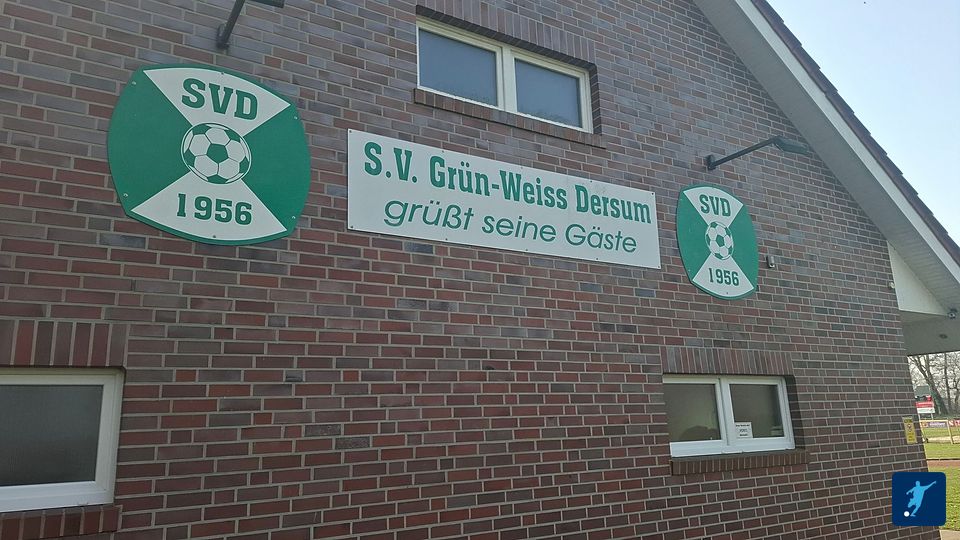 SVD
1956
S.V. Grün-Weiss Dersum
grüßt seine Gäste
SVD
1956